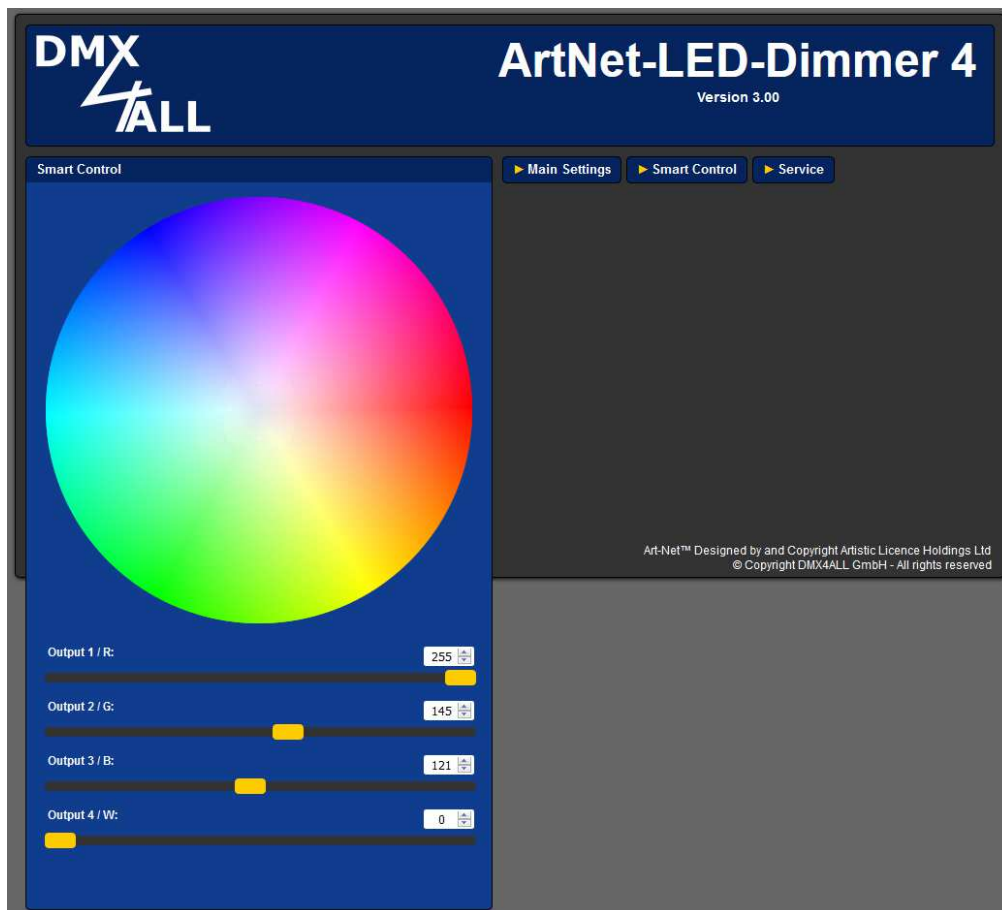 DMX
4ALL
ArtNet-LED-Dimmer 4
Version 3.00
Smart Control
Main Settings
Smart Control
Service
Art-Net™ Designed by and Copyright Artistic Licence Holdings Ltd
© Copyright DMX4ALL GmbH - All rights reserved
Output 1 / R:
255
Output 2 / G:
145
Output 3 / B:
121
Output 4 / W:
0